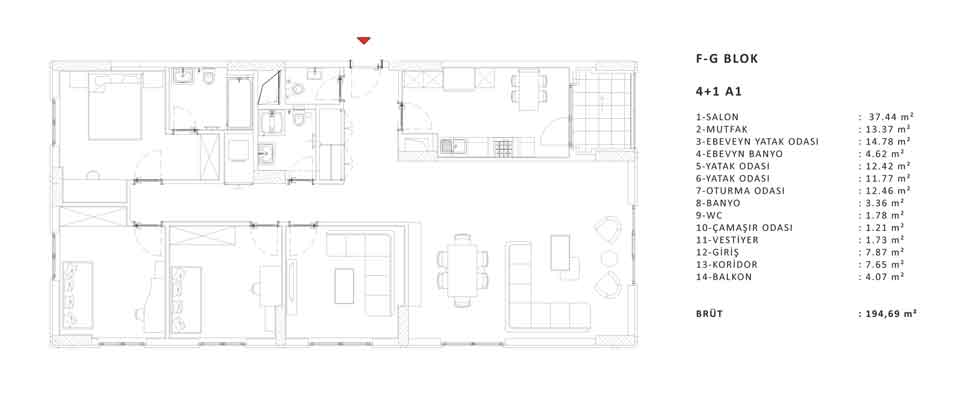 F-G BLOK
4+1 A1
1-SALON : 37.44 m²
2-MUTFAK : 13.37 m²
3-EBEVEYN YATAK ODASI : 14.78 m²
4-EBEVYN BANYO : 4.62 m²
5-YATAK ODASI : 12.42 m²
6-YATAK ODASI : 11.77 m²
7-OTURMA ODASI : 12.46 m²
8-BANYO : 3.36 m²
9-WC : 1.78 m²
10-ÇAMAŞIR ODASI : 1.21 m²
11-VESTİYER : 1.73 m²
12-GİRİŞ : 7.87 m²
13-KORİDOR : 7.65 m²
14-BALKON : 4.07 m²
BRÜT : 194,69 m²